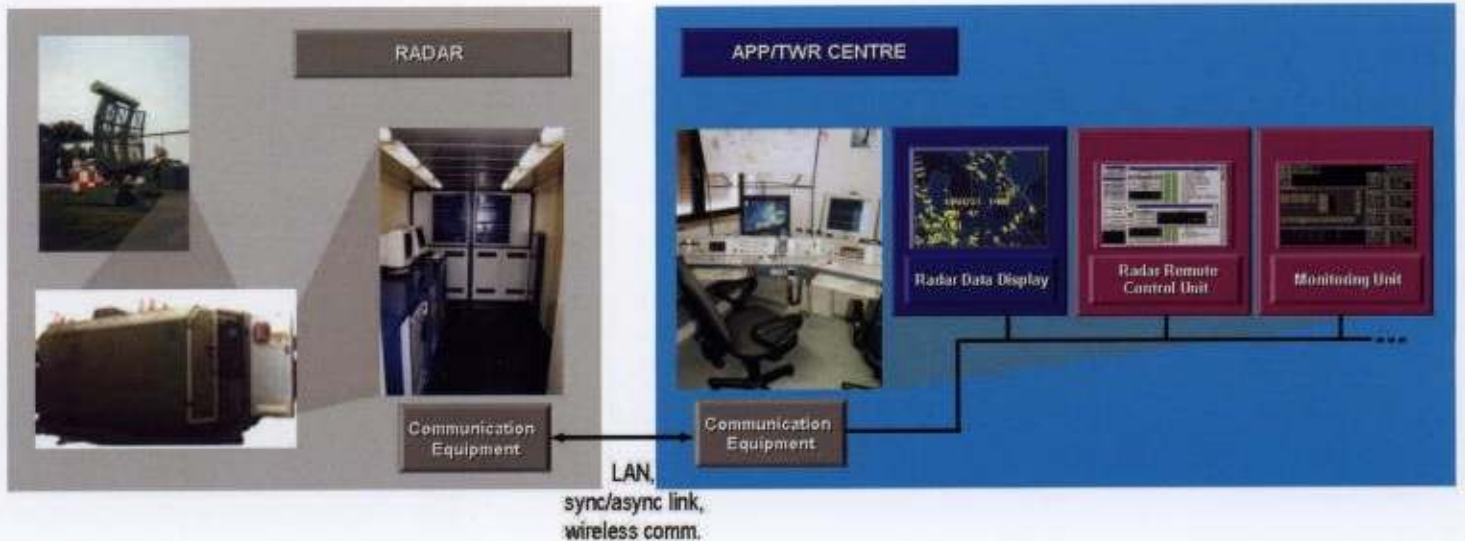 RADAR
APP/TWR CENTRE
Radar Data Display
Radar Remote
Control Unit
Monitoring Unit
Communication
Equipment
Communication
Equipment
LAN,
sync/async link,
wireless comm.